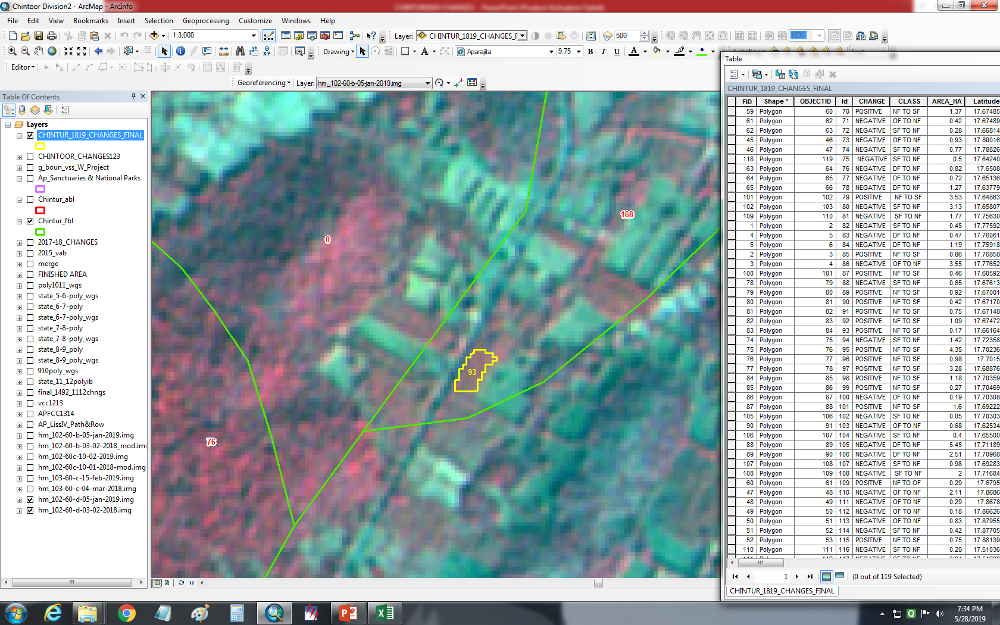 Chintoor Division2 - ArcMap - ArcInfo
File Edit View Bookmarks Insert Selection Geoprocessing Customize Windows Help
1:3,000 Layer: CHINTUR_1819_CHANGES_F 500 100%
Drawing Aparajita 9.75 B I U A
Editor
Georeferencing Layer: hm_102-60-b-05-jan-2019.img
Table Of Contents
Layers
CHINTUR_1819_CHANGES_FINAL
CHINTOOR_CHANGES123
g_boun_vss_W_Project
Ap_Sanctuaries & National Parks
Chintur_abl
Chintur_fbl
2017-18_CHANGES
2015_vab
merge
FINISHED AREA
poly1011_wgs
state_5-6-poly_wgs
state_6-7-poly
state_6-7-poly_wgs
state_7-8-poly
state_7-8-poly_wgs
state_8-9_poly
state_8-9_poly_wgs
910poly_wgs
state_11_12polyib
final_1492_1112chngs
vcc1213
APFCC1314
AP_LissIV_Path&Row
hm_102-60-b-05-jan-2019.img
hm_102-60-b-03-02-2018_mod.img
hm_102-60c-10-02-2019.img
hm_102-60c-10-01-2018-mod.img
hm_103-60-c-15-feb-2019.img
hm_103-60-c-04-mar-2018.img
hm_102-60-d-05-jan-2019.img
hm_102-60-d-03-02-2018.img
168
0
93
76
Table
CHINTUR_1819_CHANGES_FINAL
FID Shape * OBJECTID Id CHANGE CLASS AREA_HA Latitude
59 Polygon 60 70 POSITIVE NF TO SF 1.37 17.67485
61 Polygon 62 71 NEGATIVE OF TO NF 0.42 17.67489
62 Polygon 63 72 NEGATIVE SF TO NF 0.28 17.66814
45 Polygon 46 73 NEGATIVE OF TO NF 0.93 17.80016
46 Polygon 47 74 NEGATIVE SF TO NF 0.77 17.78826
118 Polygon 119 75 NEGATIVE SF TO NF 0.5 17.64240
63 Polygon 64 76 NEGATIVE DF TO NF 0.82 17.6508
64 Polygon 65 77 NEGATIVE DF TO NF 0.72 17.65136
65 Polygon 66 78 NEGATIVE DF TO NF 1.27 17.63779
101 Polygon 102 79 POSITIVE NF TO SF 3.53 17.64863
102 Polygon 103 80 NEGATIVE SF TO NF 3.13 17.65807
109 Polygon 110 81 NEGATIVE SF TO NF 1.77 17.75630
1 Polygon 2 82 NEGATIVE SF TO NF 0.45 17.77592
4 Polygon 5 83 NEGATIVE DF TO NF 0.47 17.76061
5 Polygon 6 84 NEGATIVE DF TO NF 1.19 17.75918
2 Polygon 3 85 POSITIVE NF TO SF 0.86 17.76858
3 Polygon 4 86 NEGATIVE OF TO NF 3.55 17.77652
100 Polygon 101 87 POSITIVE NF TO SF 0.46 17.60592
78 Polygon 79 88 NEGATIVE SF TO NF 0.65 17.67613
79 Polygon 80 89 POSITIVE NF TO SF 0.92 17.67001
80 Polygon 81 90 POSITIVE NF TO SF 0.42 17.67170
81 Polygon 82 91 POSITIVE NF TO SF 0.75 17.67148
82 Polygon 83 92 POSITIVE NF TO SF 1.09 17.67472
83 Polygon 84 93 POSITIVE NF TO SF 0.17 17.66164
74 Polygon 75 94 NEGATIVE SF TO NF 1.42 17.72358
75 Polygon 76 95 POSITIVE NF TO SF 4.35 17.70236
76 Polygon 77 96 POSITIVE NF TO SF 0.98 17.7015
77 Polygon 78 97 POSITIVE NF TO SF 3.28 17.68876
84 Polygon 85 98 POSITIVE NF TO SF 1.18 17.70359
85 Polygon 86 99 POSITIVE NF TO SF 0.27 17.70469
86 Polygon 87 100 NEGATIVE DF TO NF 0.19 17.70308
87 Polygon 88 101 POSITIVE NF TO SF 1.6 17.69222
105 Polygon 106 102 NEGATIVE SF TO NF 0.05 17.70303
90 Polygon 91 103 NEGATIVE OF TO NF 0.68 17.62534
106 Polygon 107 104 NEGATIVE SF TO NF 0.4 17.65500
88 Polygon 89 105 NEGATIVE DF TO NF 5.45 17.71189
89 Polygon 90 106 NEGATIVE DF TO NF 2.51 17.70968
107 Polygon 108 107 NEGATIVE SF TO NF 0.98 17.69283
108 Polygon 109 108 NEGATIVE SF TO NF 2 17.71684
60 Polygon 61 109 POSITIVE NF TO OF 0.29 17.6795
47 Polygon 48 110 NEGATIVE OF TO NF 2.11 17.8686
48 Polygon 49 111 NEGATIVE OF TO NF 0.29 17.8678
49 Polygon 50 112 NEGATIVE OF TO NF 0.18 17.86626
50 Polygon 51 113 NEGATIVE OF TO NF 0.83 17.87955
51 Polygon 52 114 NEGATIVE SF TO NF 0.42 17.87705
52 Polygon 53 115 POSITIVE NF TO SF 0.75 17.88139
110 Polygon 111 116 NEGATIVE SF TO NF 0.28 17.51036
1 (0 out of 119 Selected)
CHINTUR_1819_CHANGES_FINAL
7:34 PM
5/28/2019